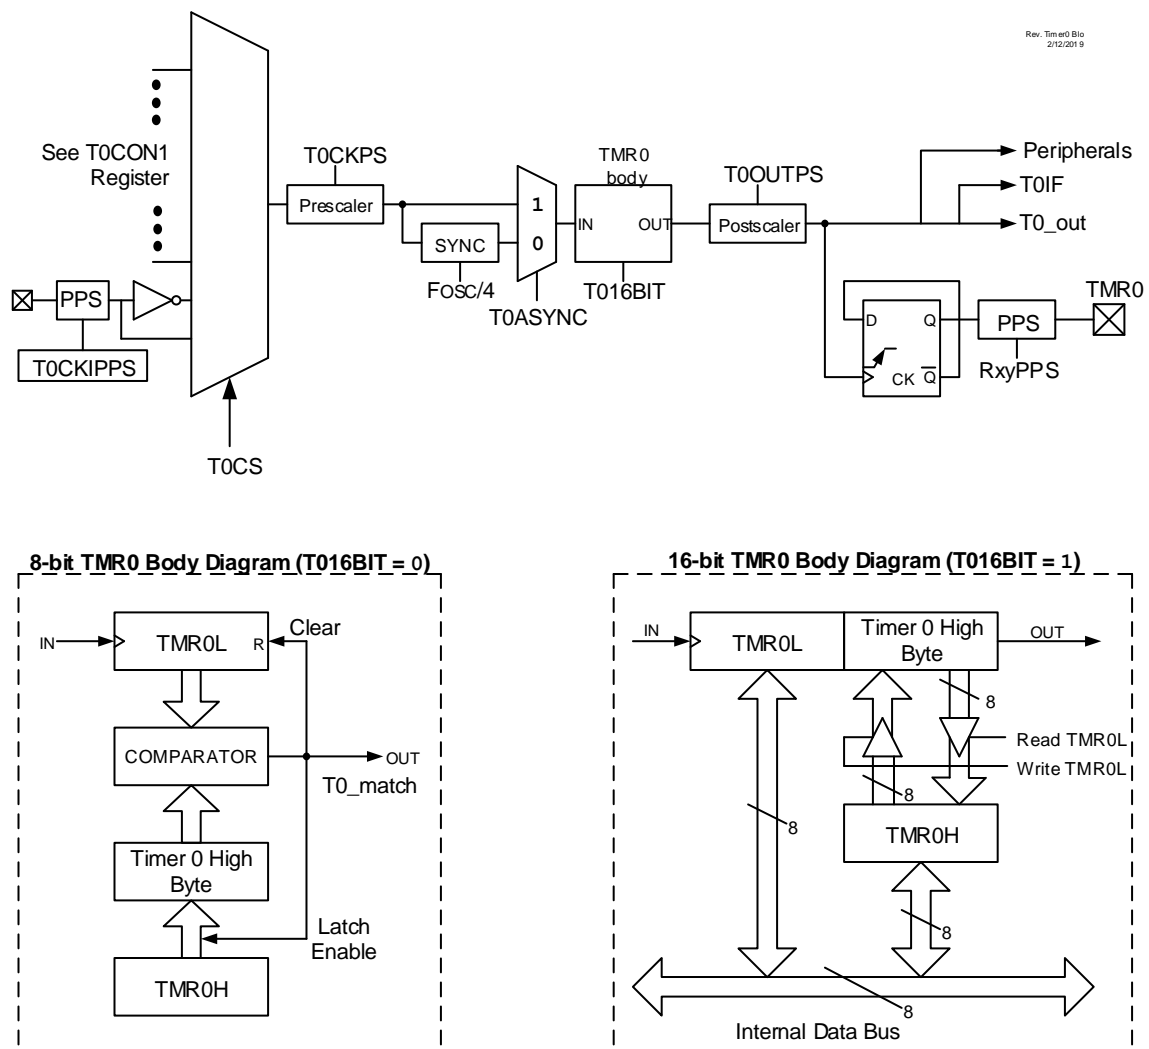 Rev. Timer0 Blo
2/12/2019
See T0CON1
Register
T0CKPS
Prescaler
SYNC
FOSC/4
1
0
T0ASYNC
TMR0
body
IN
OUT
T016BIT
T0OUTPS
Postscaler
Peripherals
T0IF
T0_out
PPS
T0CKIPPS
T0CS
D
Q
CK
Q
PPS
RxyPPS
TMR0
8-bit TMR0 Body Diagram (T016BIT = 0)
IN
TMR0L
R
Clear
COMPARATOR
OUT
T0_match
Timer 0 High
Byte
Latch
Enable
TMR0H
16-bit TMR0 Body Diagram (T016BIT = 1)
IN
TMR0L
Timer 0 High
Byte
OUT
8
Read TMR0L
Write TMR0L
8
8
TMR0H
8
8
Internal Data Bus